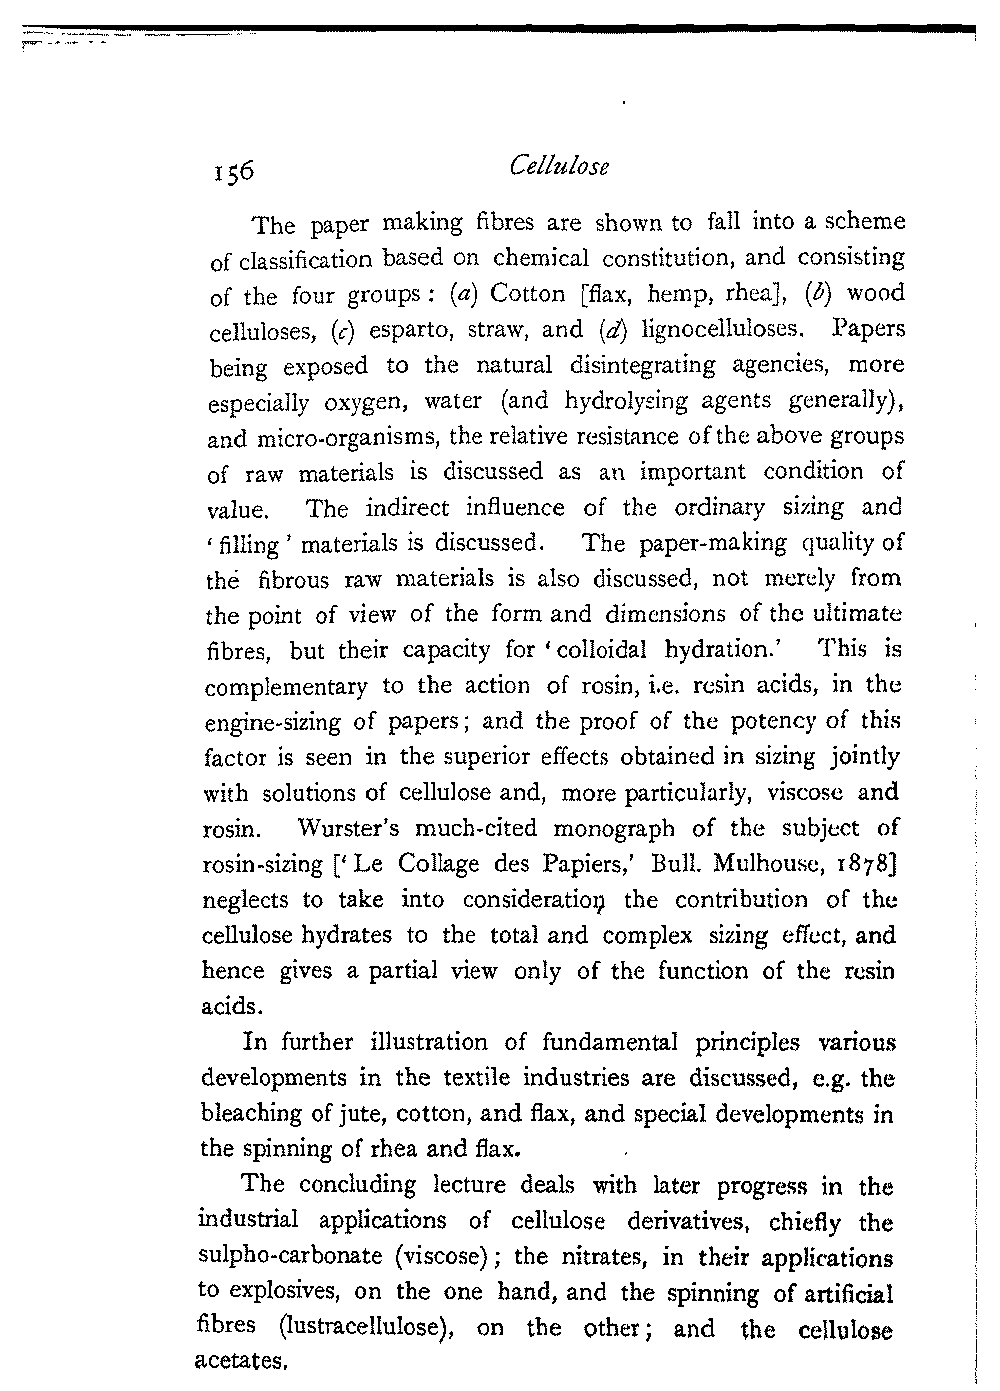 156 Cellulose
The paper making fibres are shown to fall into a scheme
of classification based on chemical constitution, and consisting
of the four groups : (a) Cotton [flax, hemp, rhea], (b) wood
celluloses, (c) esparto, straw, and (d) lignocelluloses. Papers
being exposed to the natural disintegrating agencies, more
especially oxygen, water (and hydrolysing agents generally),
and micro-organisms, the relative resistance of the above groups
of raw materials is discussed as an important condition of
value. The indirect influence of the ordinary sizing and
‘ filling ’ materials is discussed. The paper-making quality of
the fibrous raw materials is also discussed, not merely from
the point of view of the form and dimensions of the ultimate
fibres, but their capacity for ‘ colloidal hydration.’ This is
complementary to the action of rosin, i.e. resin acids, in the
engine-sizing of papers; and the proof of the potency of this
factor is seen in the superior effects obtained in sizing jointly
with solutions of cellulose and, more particularly, viscose and
rosin. Wurster’s much-cited monograph of the subject of
rosin-sizing [‘ Le Collage des Papiers,’ Bull. Mulhouse, 1878]
neglects to take into consideration the contribution of the
cellulose hydrates to the total and complex sizing effect, and
hence gives a partial view only of the function of the resin
acids.
In further illustration of fundamental principles various
developments in the textile industries are discussed, e.g. the
bleaching of jute, cotton, and flax, and special developments in
the spinning of rhea and flax.
The concluding lecture deals with later progress in the
industrial applications of cellulose derivatives, chiefly the
sulpho-carbonate (viscose) ; the nitrates, in their applications
to explosives, on the one hand, and the spinning of artificial
fibres (lustracellulose), on the other ; and the cellulose
acetates.